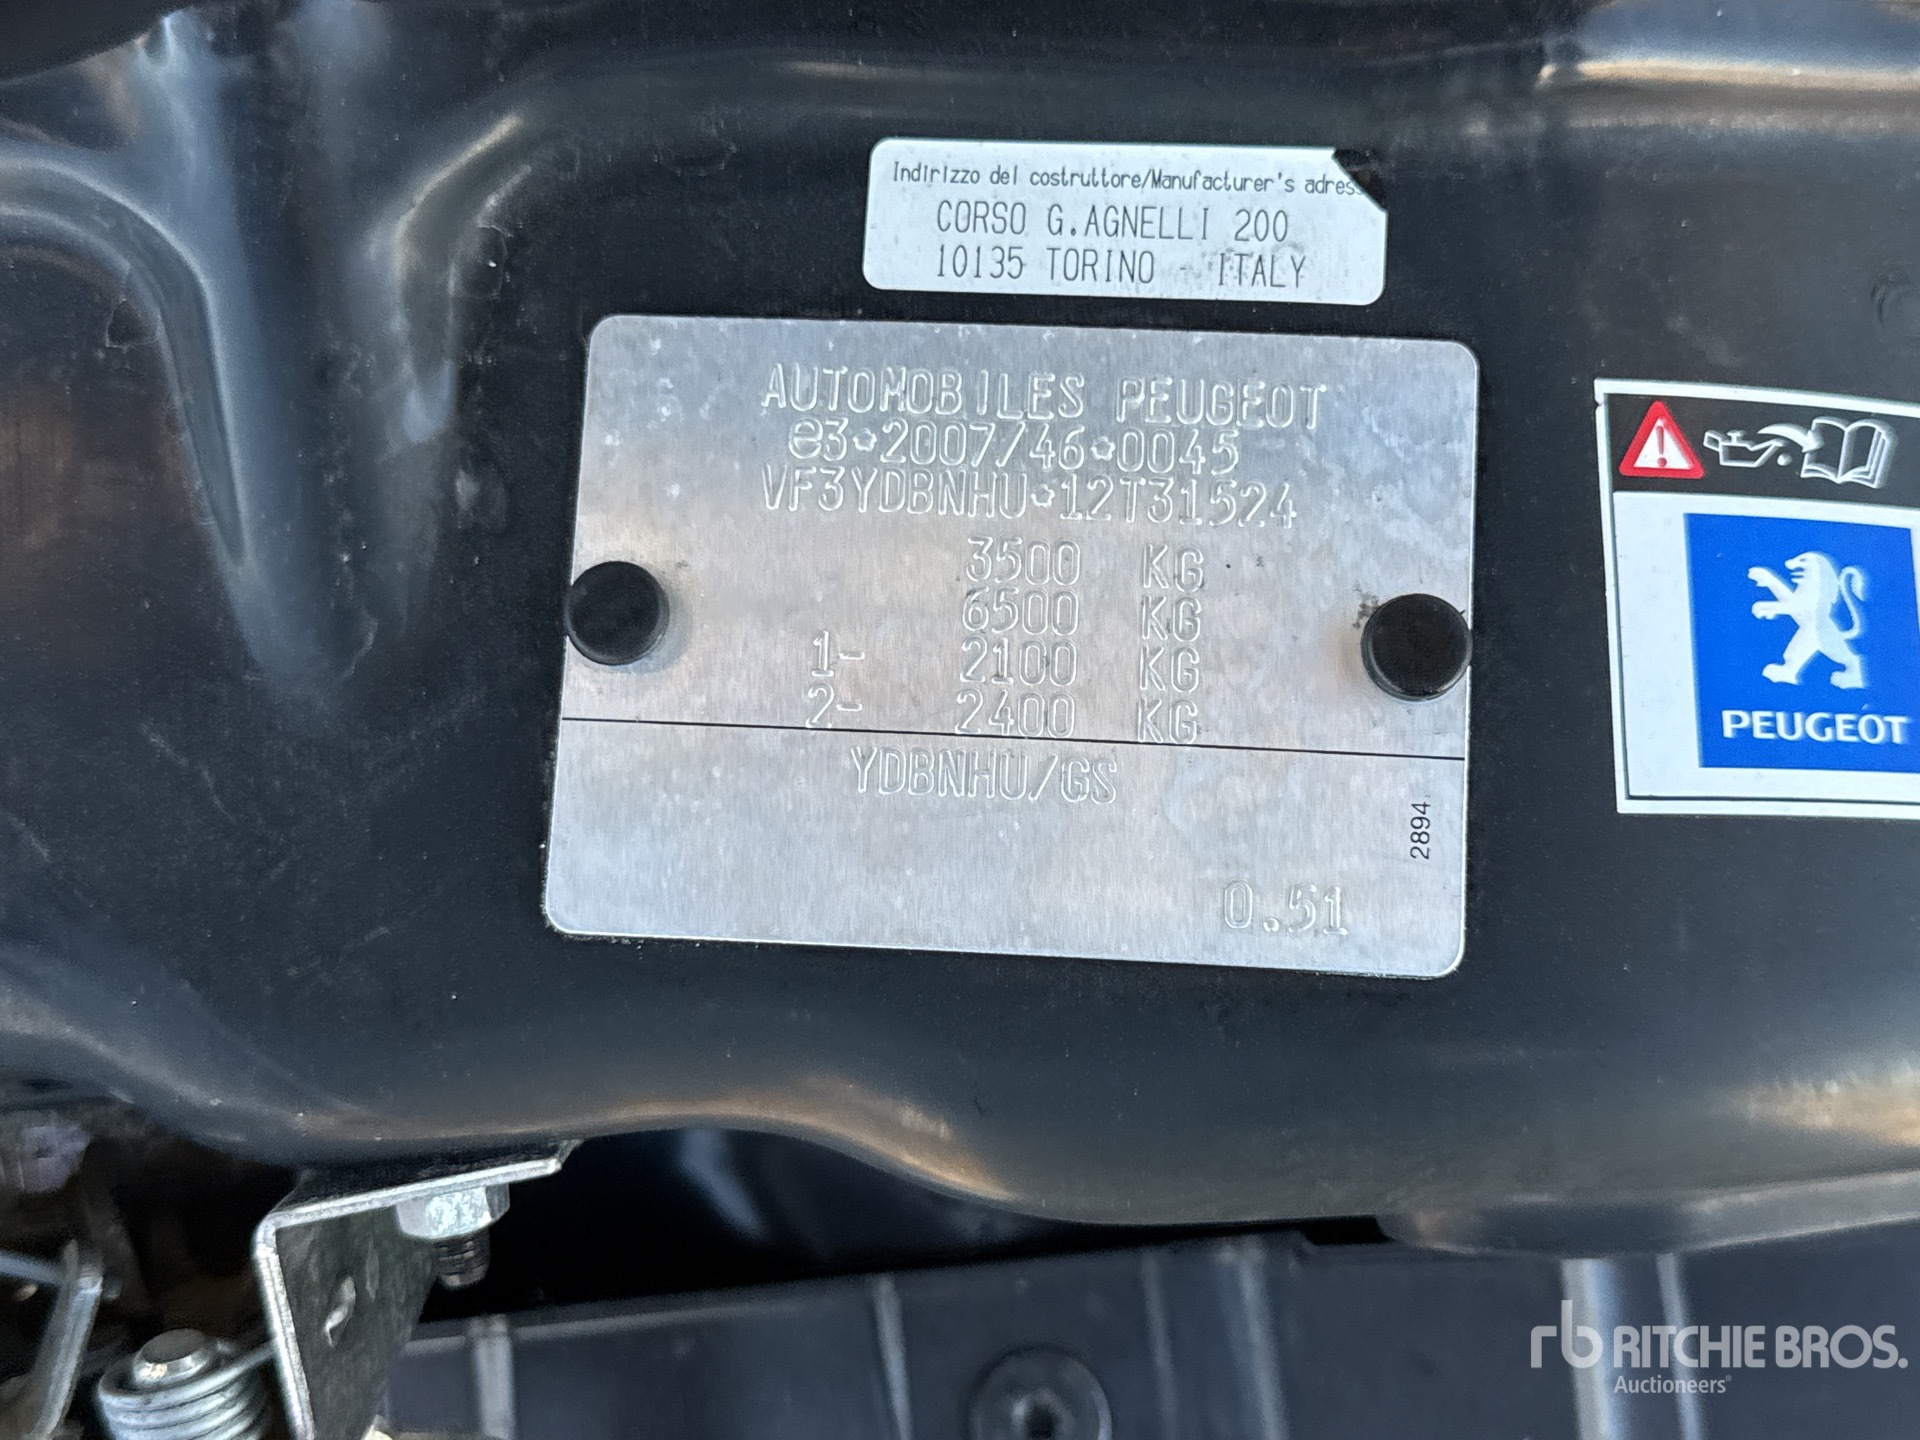 Indirizzo del costruttore/Manufacturer's adres
CORSO G.AGNELLI 200
10135 TORINO - ITALY
AUTOMOBILES PEUGEOT
e3*2007/46*0045
VF3YDBNHU*12T31524
3500 KG
6500 KG
1- 2100 KG
2- 2400 KG
YDBNHU/GS
2894
0.51
PEUGEOT
rb RITCHIE BROS.
Auctioneers